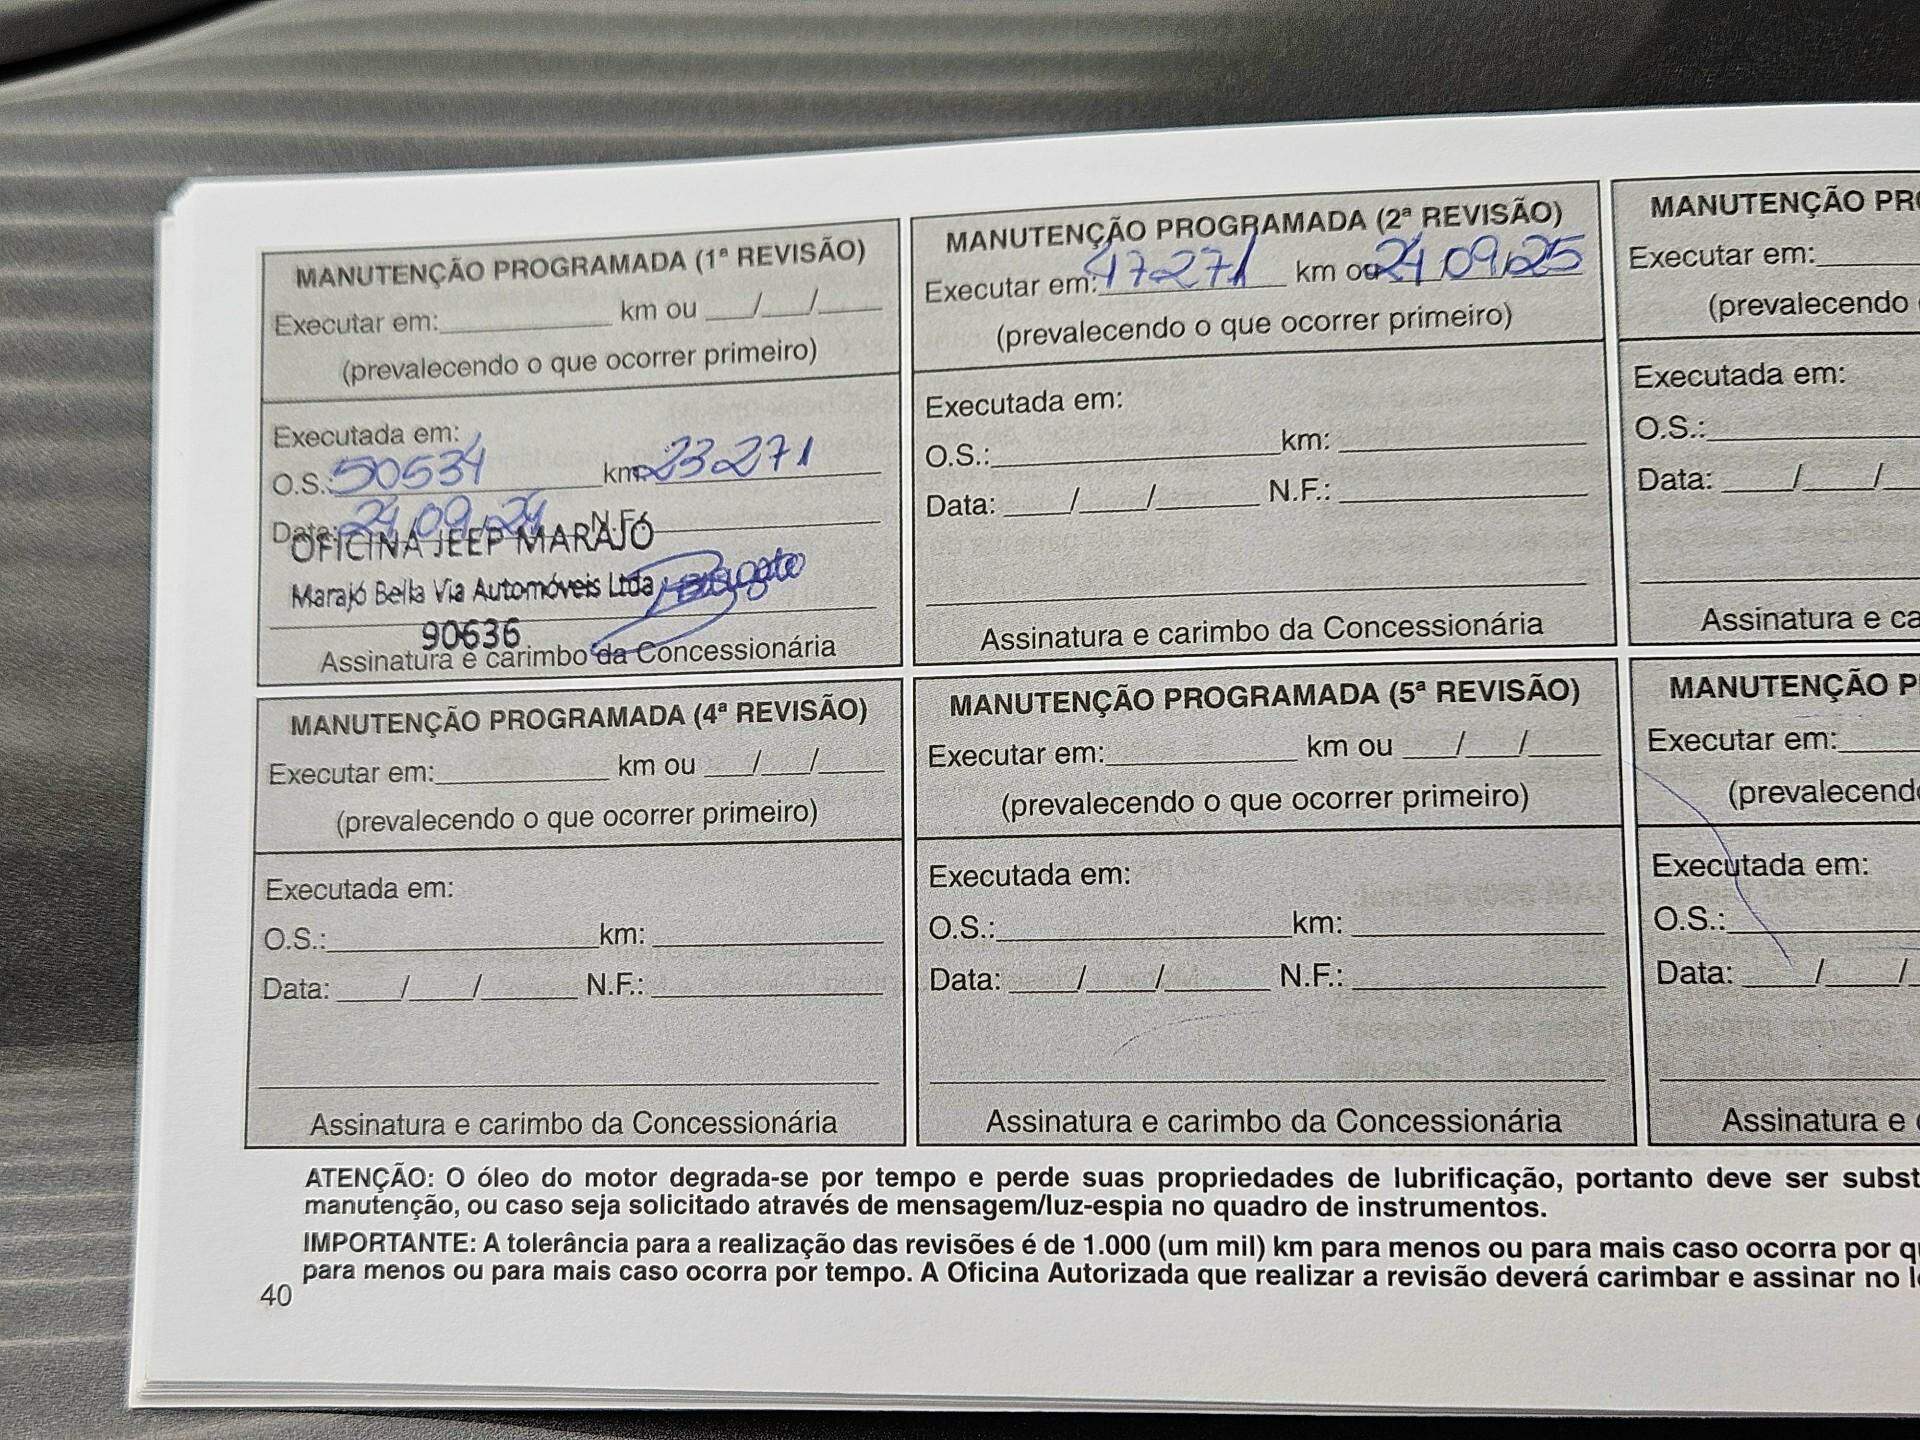 MANUTENÇÃO PROGRAMADA (1ª REVISÃO)
Executar em:__________ km ou ___/___/____
(prevalecendo o que ocorrer primeiro)
Executada em:
O.S.: 50534 km: 23271
Data: 24/09/24 N.F.:
OFICINA JEEP MARAJÓ
Marajó Bella Via Automóveis Ltda
90636
Assinatura e carimbo da Concessionária
MANUTENÇÃO PROGRAMADA (2ª REVISÃO)
Executar em: 47271 km ou 24/09/25
(prevalecendo o que ocorrer primeiro)
Executada em:
O.S.:__________ km:__________
Data: ___/___/____ N.F.:__________
Assinatura e carimbo da Concessionária
MANUTENÇÃO PRO
Executar em:
(prevalecendo
Executada em:
O.S.:
Data: ___/___/
Assinatura e ca
MANUTENÇÃO PROGRAMADA (4ª REVISÃO)
Executar em:__________ km ou ___/___/____
(prevalecendo o que ocorrer primeiro)
Executada em:
O.S.:__________ km:__________
Data: ___/___/____ N.F.:__________
Assinatura e carimbo da Concessionária
MANUTENÇÃO PROGRAMADA (5ª REVISÃO)
Executar em:__________ km ou ___/___/____
(prevalecendo o que ocorrer primeiro)
Executada em:
O.S.:__________ km:__________
Data: ___/___/____ N.F.:__________
Assinatura e carimbo da Concessionária
MANUTENÇÃO P
Executar em:
(prevalecend
Executada em:
O.S.:
Data: ___/___/
Assinatura e
ATENÇÃO: O óleo do motor degrada-se por tempo e perde suas propriedades de lubrificação, portanto deve ser subst
manutenção, ou caso seja solicitado através de mensagem/luz-espia no quadro de instrumentos.
IMPORTANTE: A tolerância para a realização das revisões é de 1.000 (um mil) km para menos ou para mais caso ocorra por q
para menos ou para mais caso ocorra por tempo. A Oficina Autorizada que realizar a revisão deverá carimbar e assinar no l
40